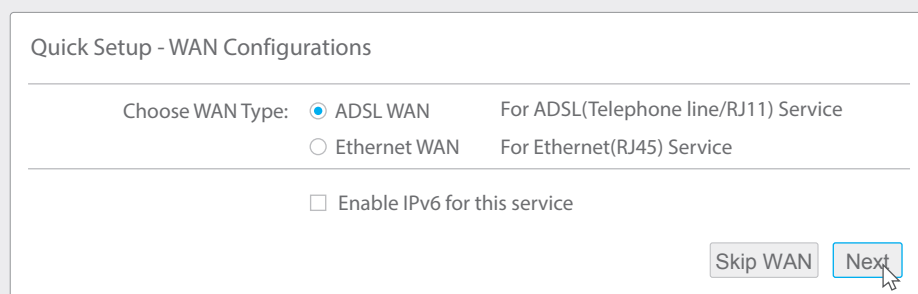 Quick Setup - WAN Configurations
Choose WAN Type: ADSL WAN For ADSL(Telephone line/RJ11) Service
Ethernet WAN For Ethernet(RJ45) Service
Enable IPv6 for this service
Skip WAN Next